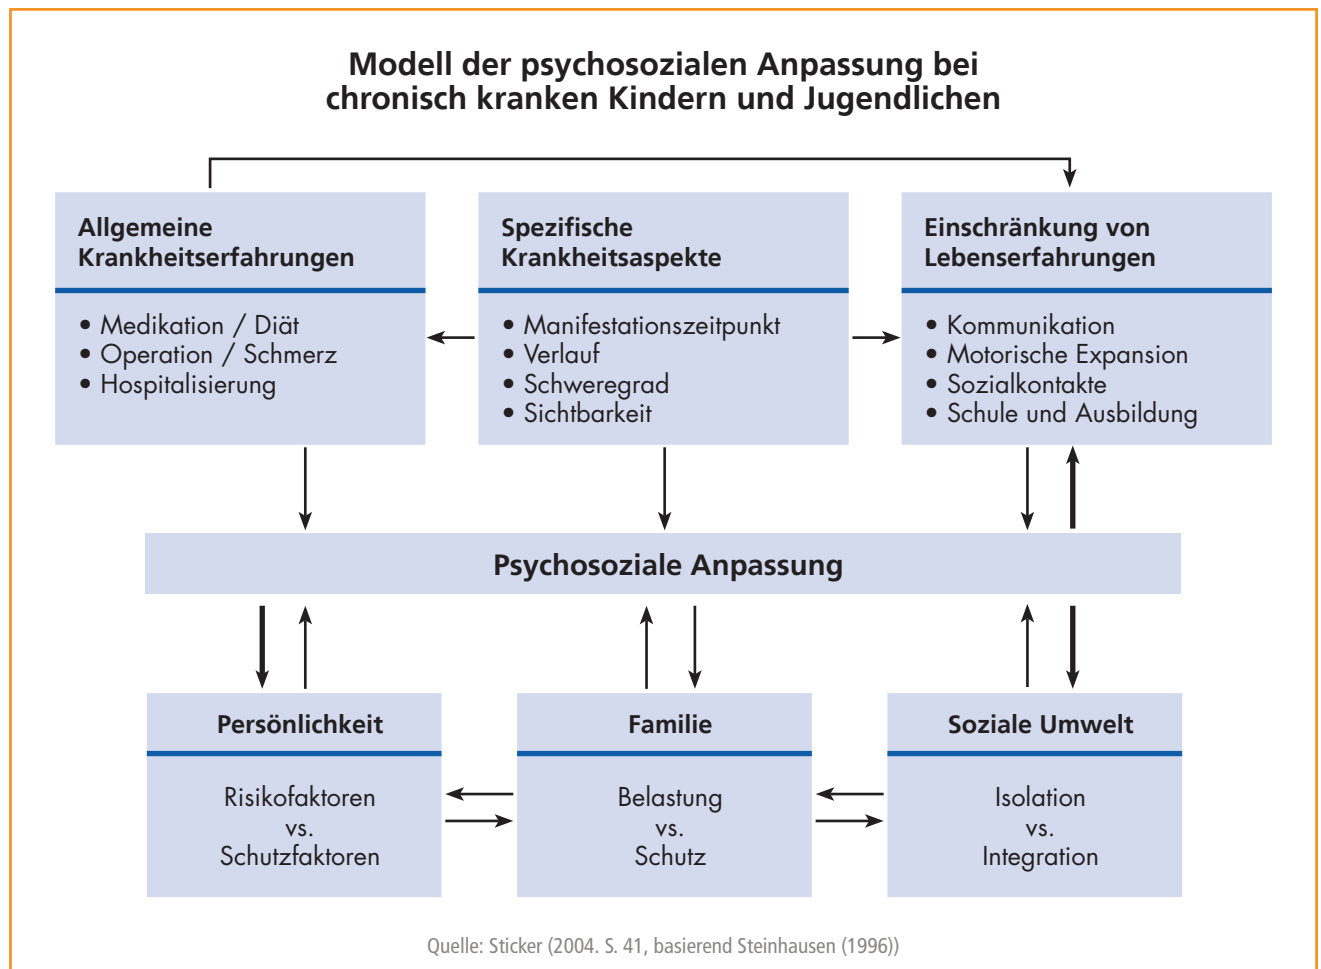 Modell der psychosozialen Anpassung bei
chronisch kranken Kindern und Jugendlichen
Allgemeine
Krankheitserfahrungen
• Medikation / Diät
• Operation / Schmerz
• Hospitalisierung
Spezifische
Krankheitsaspekte
• Manifestationszeitpunkt
• Verlauf
• Schweregrad
• Sichtbarkeit
Einschränkung von
Lebenserfahrungen
• Kommunikation
• Motorische Expansion
• Sozialkontakte
• Schule und Ausbildung
Psychosoziale Anpassung
Persönlichkeit
Risikofaktoren
vs.
Schutzfaktoren
Familie
Belastung
vs.
Schutz
Soziale Umwelt
Isolation
vs.
Integration
Quelle: Sticker (2004. S. 41, basierend Steinhausen (1996))